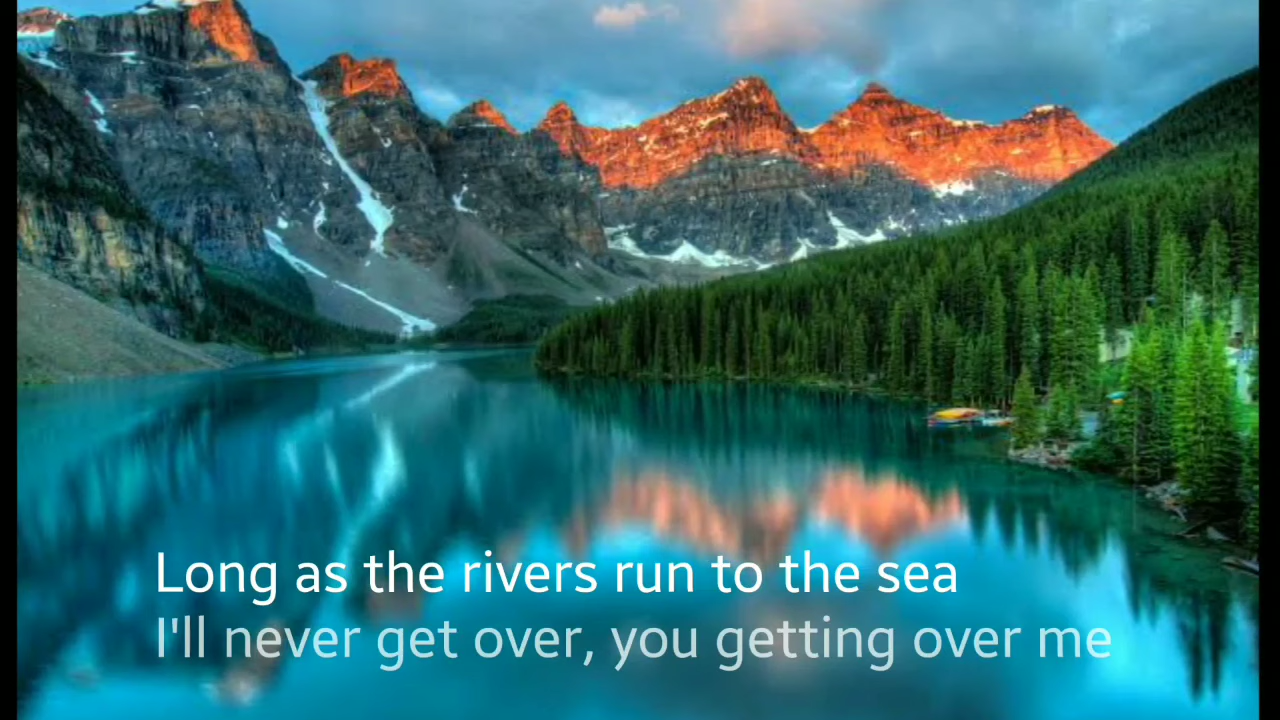 Long as the rivers run to the sea
I'll never get over, you getting over me